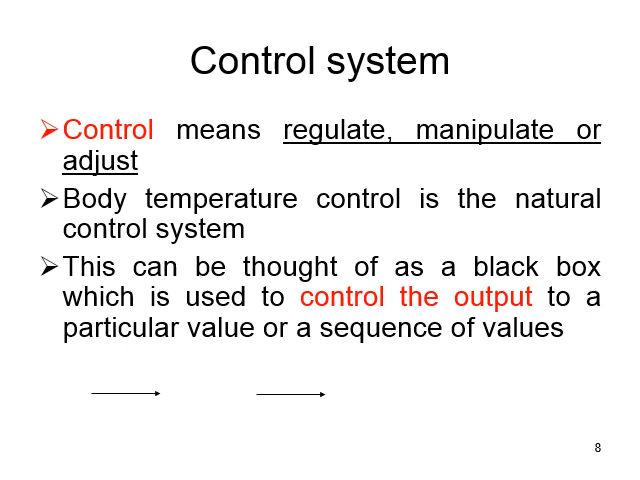 Control system
➢Control means regulate, manipulate or
adjust
➢Body temperature control is the natural
control system
➢This can be thought of as a black box
which is used to control the output to a
particular value or a sequence of values
8